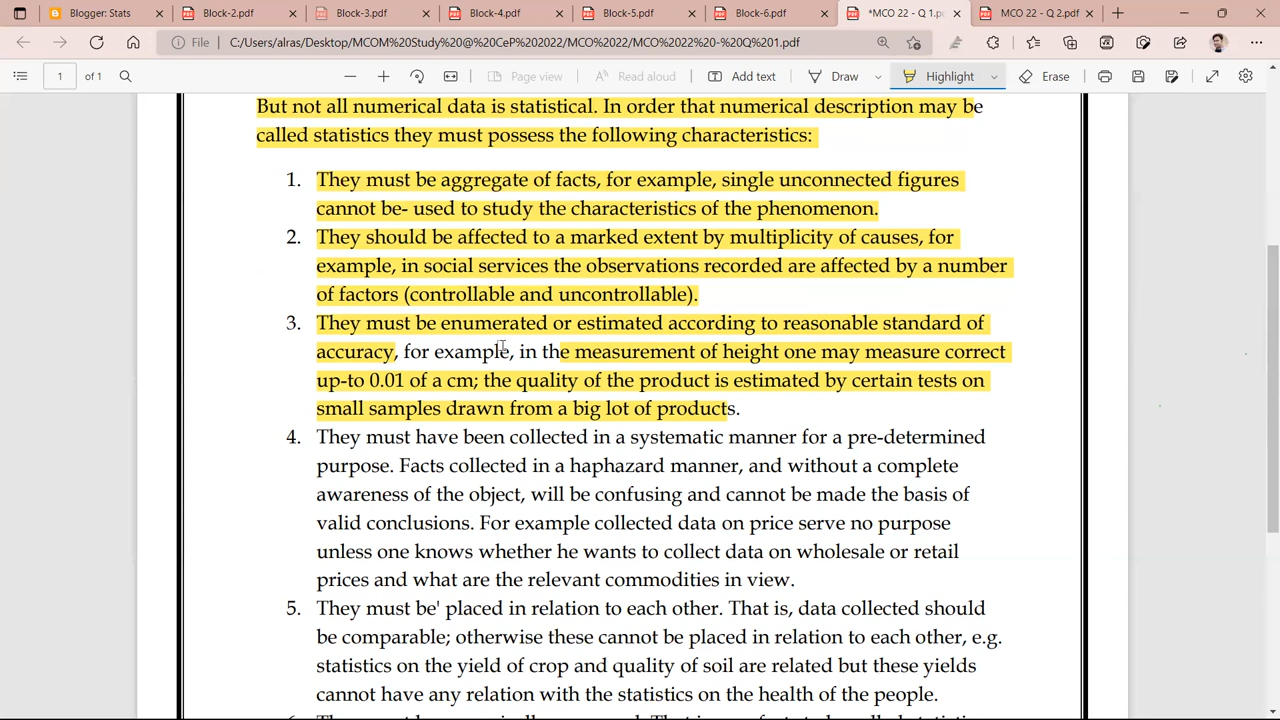 Blogger: Stats
Block-2.pdf
Block-3.pdf
Block-4.pdf
Block-5.pdf
Block-6.pdf
*MCO 22 - Q 1.p
MCO 22 - Q 2.pdf
File
C:/Users/alras/Desktop/MCOM%20Study%20@%20CeP%202022/MCO%2022/MCO%2022%20-%20Q%201.pdf
1 of 1
Page view
Read aloud
Add text
Draw
Highlight
Erase
But not all numerical data is statistical. In order that numerical description may be
called statistics they must possess the following characteristics:
1. They must be aggregate of facts, for example, single unconnected figures
cannot be- used to study the characteristics of the phenomenon.
2. They should be affected to a marked extent by multiplicity of causes, for
example, in social services the observations recorded are affected by a number
of factors (controllable and uncontrollable).
3. They must be enumerated or estimated according to reasonable standard of
accuracy, for example, in the measurement of height one may measure correct
up-to 0.01 of a cm; the quality of the product is estimated by certain tests on
small samples drawn from a big lot of products.
4. They must have been collected in a systematic manner for a pre-determined
purpose. Facts collected in a haphazard manner, and without a complete
awareness of the object, will be confusing and cannot be made the basis of
valid conclusions. For example collected data on price serve no purpose
unless one knows whether he wants to collect data on wholesale or retail
prices and what are the relevant commodities in view.
5. They must be' placed in relation to each other. That is, data collected should
be comparable; otherwise these cannot be placed in relation to each other, e.g.
statistics on the yield of crop and quality of soil are related but these yields
cannot have any relation with the statistics on the health of the people.